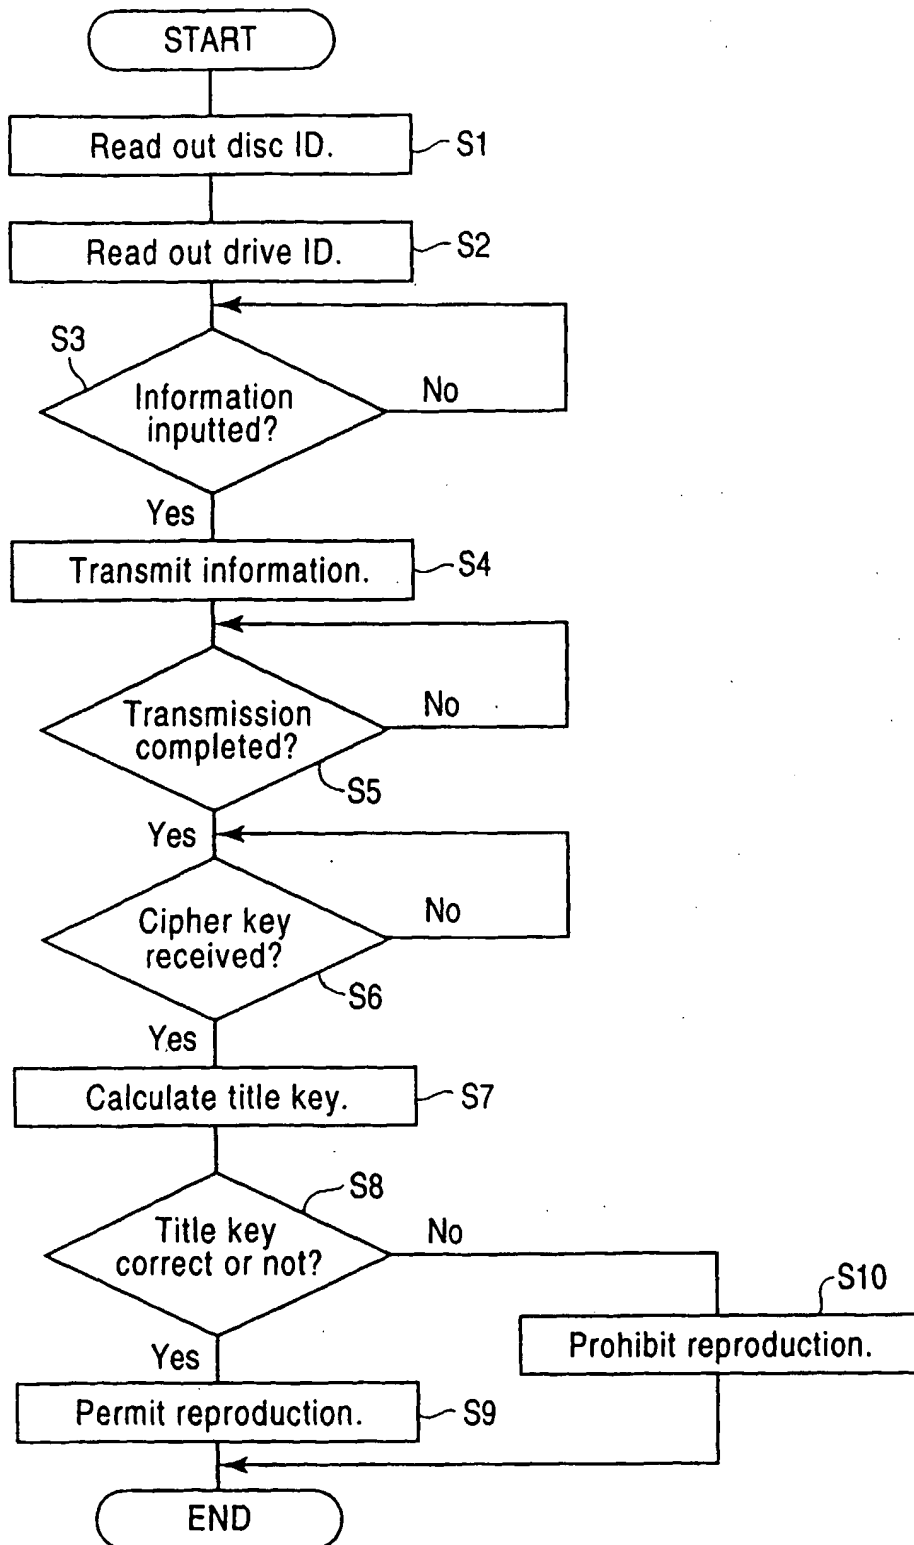 START
Read out disc ID.
S1
Read out drive ID.
S2
S3
Information
inputted?
No
Yes
Transmit information.
S4
Transmission
completed?
No
S5
Yes
Cipher key
received?
No
S6
Yes
Calculate title key.
S7
S8
Title key
correct or not?
No
S10
Prohibit reproduction.
Yes
Permit reproduction.
S9
END